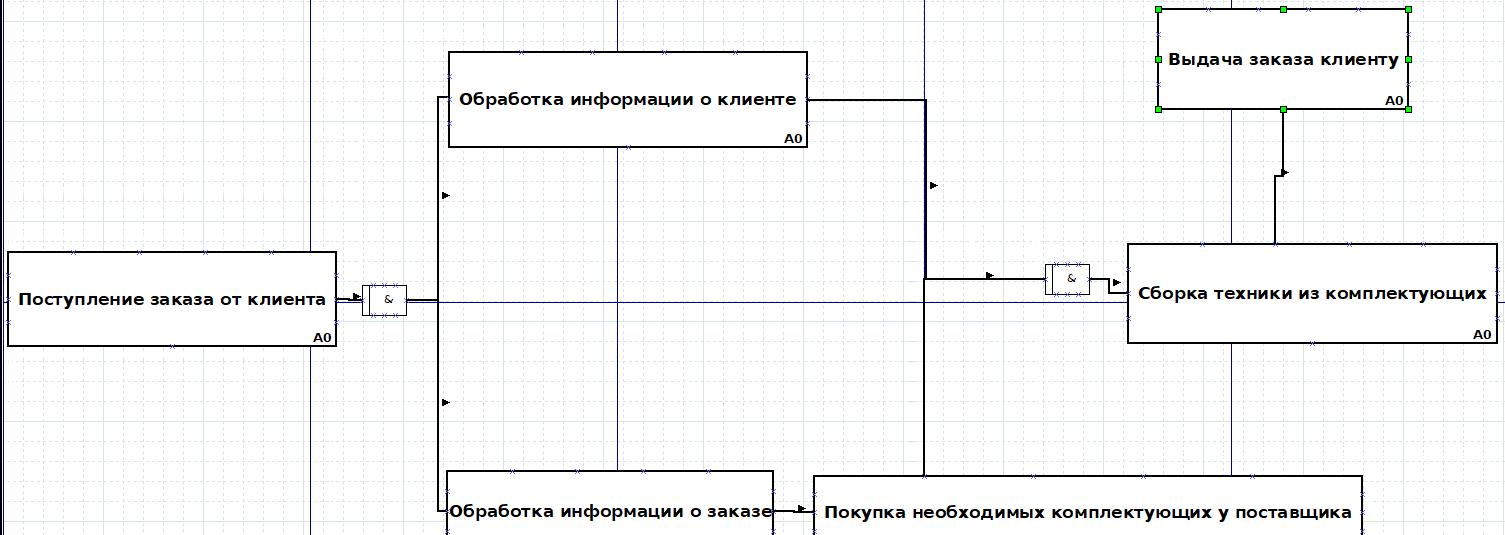 Выдача заказа клиенту
A0
Обработка информации о клиенте
A0
Поступление заказа от клиента
A0
&
&
Сборка техники из комплектующих
A0
Обработка информации о заказе
Покупка необходимых комплектующих у поставщика